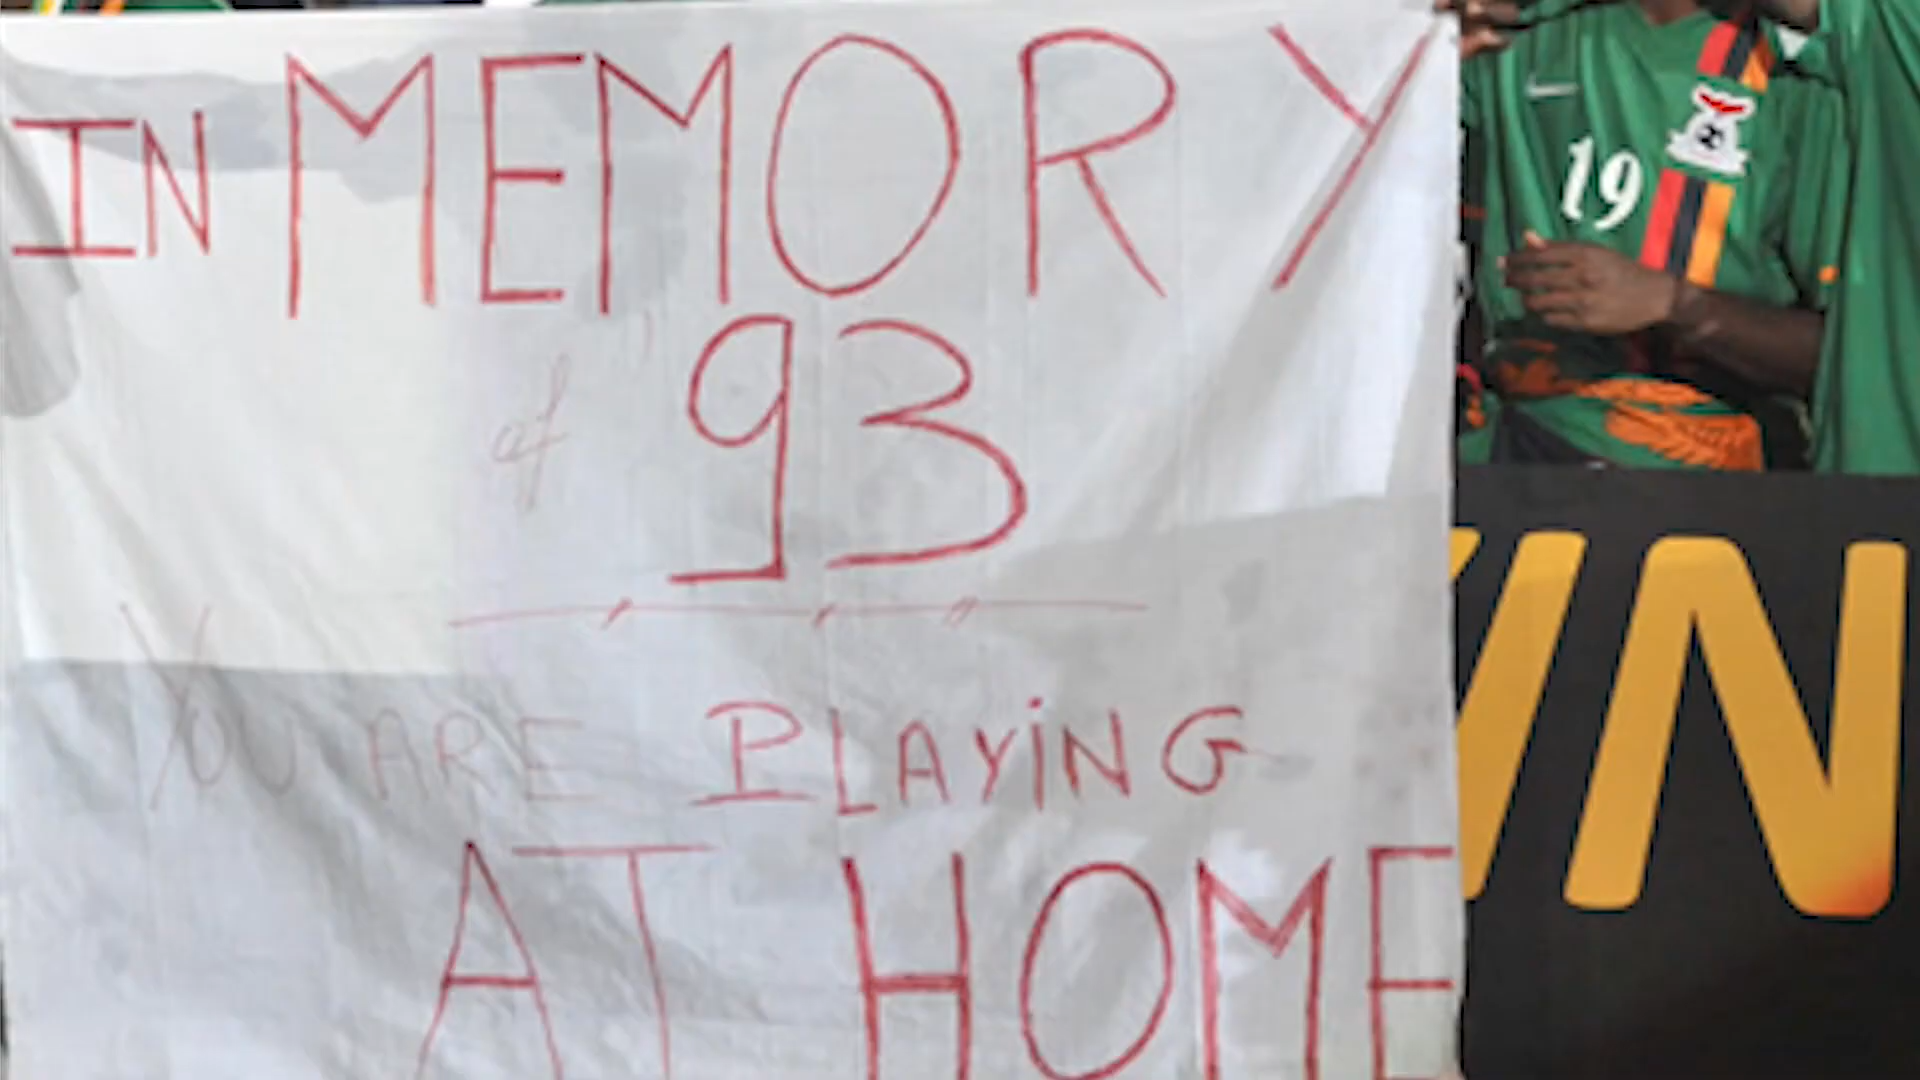 IN MEMORY
of 93
YOU ARE PLAYiNG
AT HOME
19